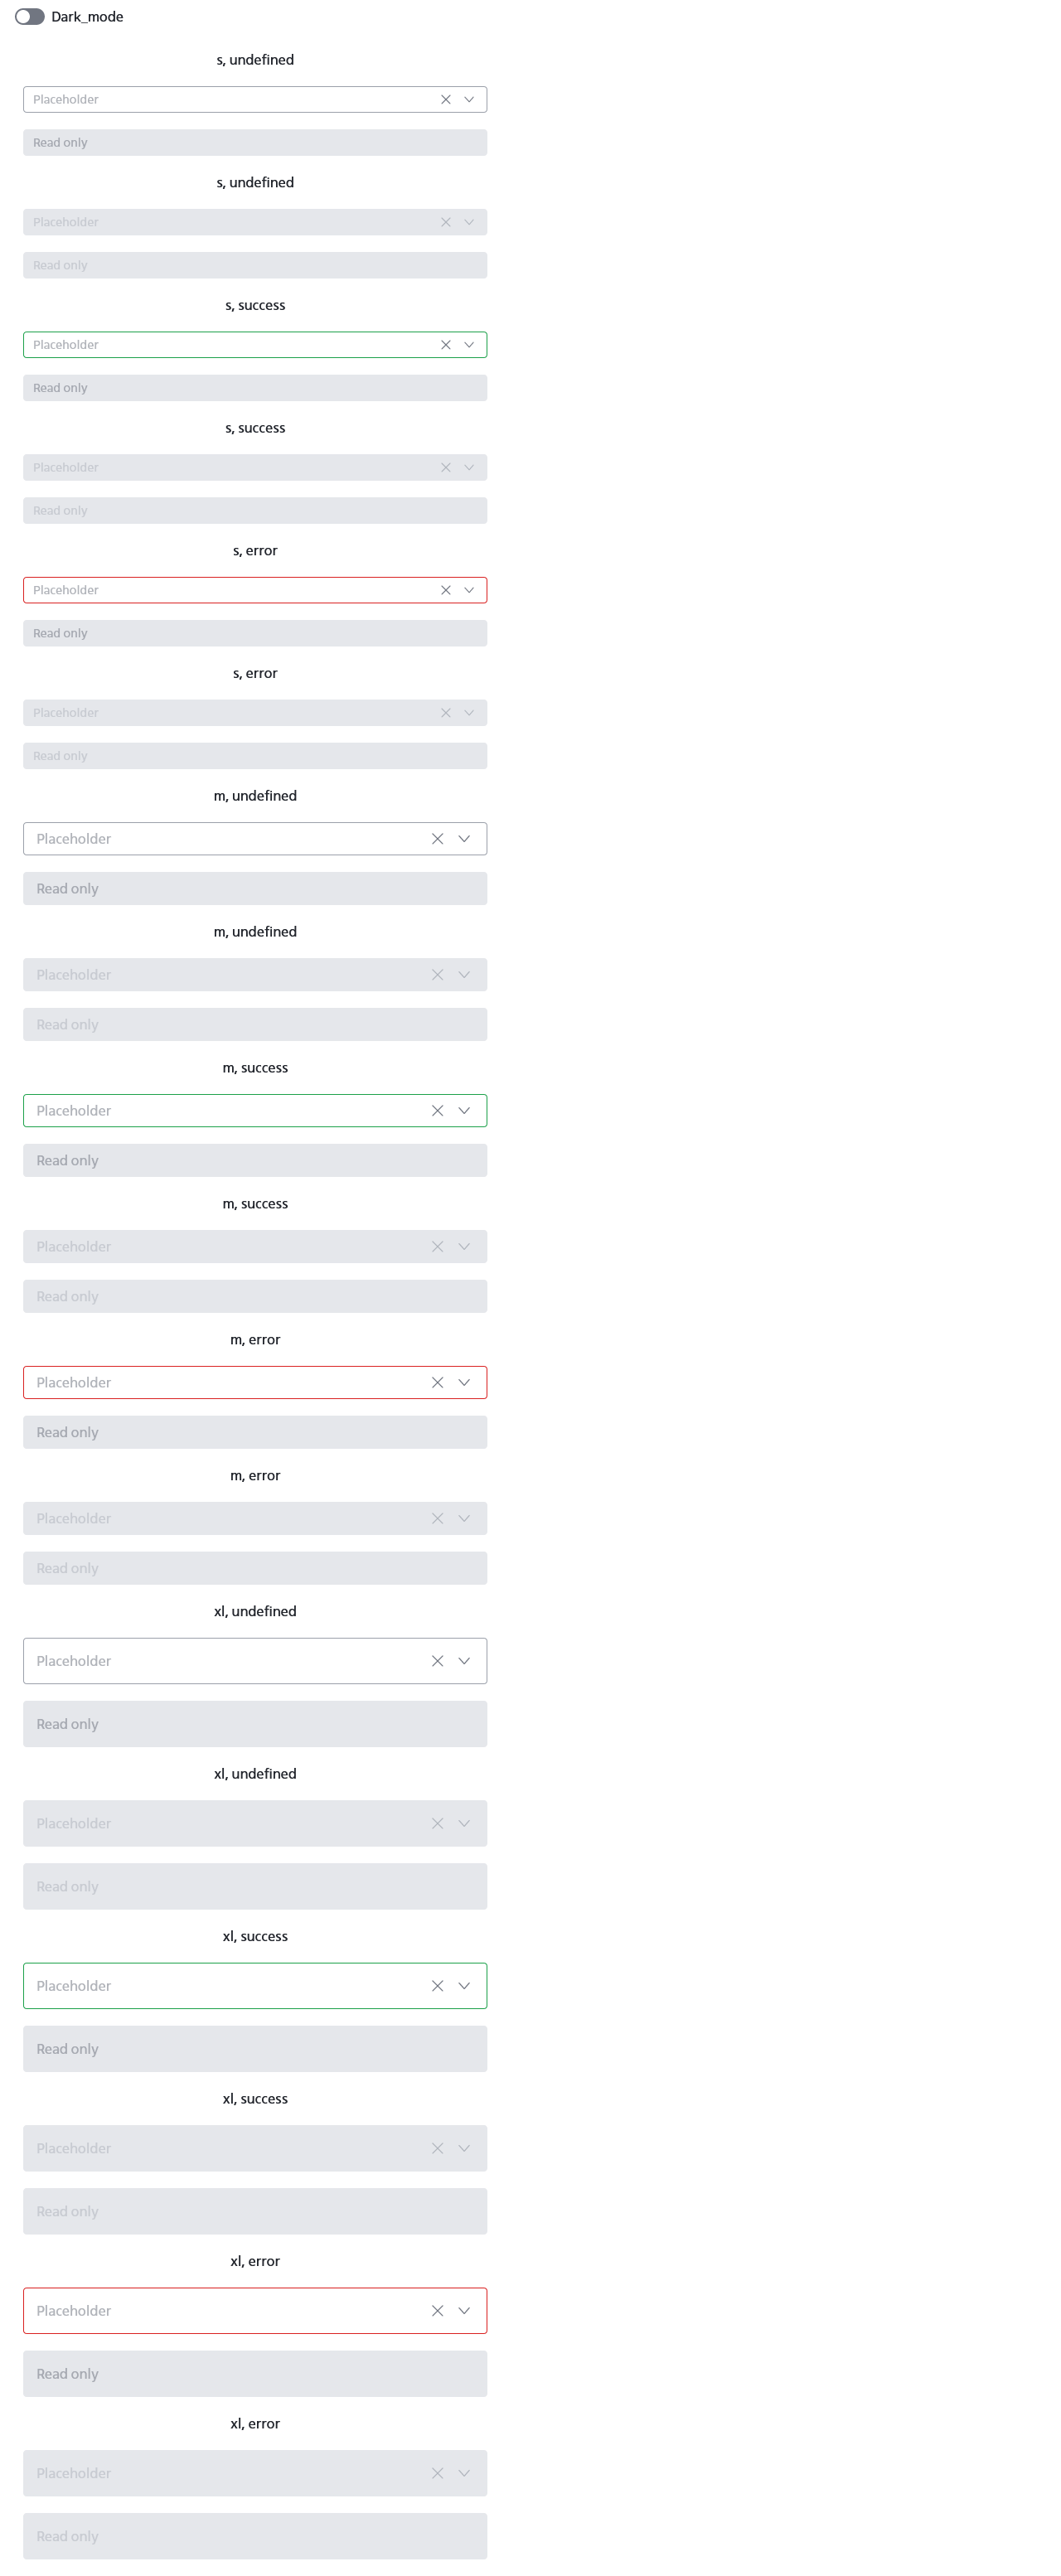 Dark_mode
s, undefined
Placeholder
Read only
s, undefined
Placeholder
Read only
s, success
Placeholder
Read only
s, success
Placeholder
Read only
s, error
Placeholder
Read only
s, error
Placeholder
Read only
m, undefined
Placeholder
Read only
m, undefined
Placeholder
Read only
m, success
Placeholder
Read only
m, success
Placeholder
Read only
m, error
Placeholder
Read only
m, error
Placeholder
Read only
xl, undefined
Placeholder
Read only
xl, undefined
Placeholder
Read only
xl, success
Placeholder
Read only
xl, success
Placeholder
Read only
xl, error
Placeholder
Read only
xl, error
Placeholder
Read only